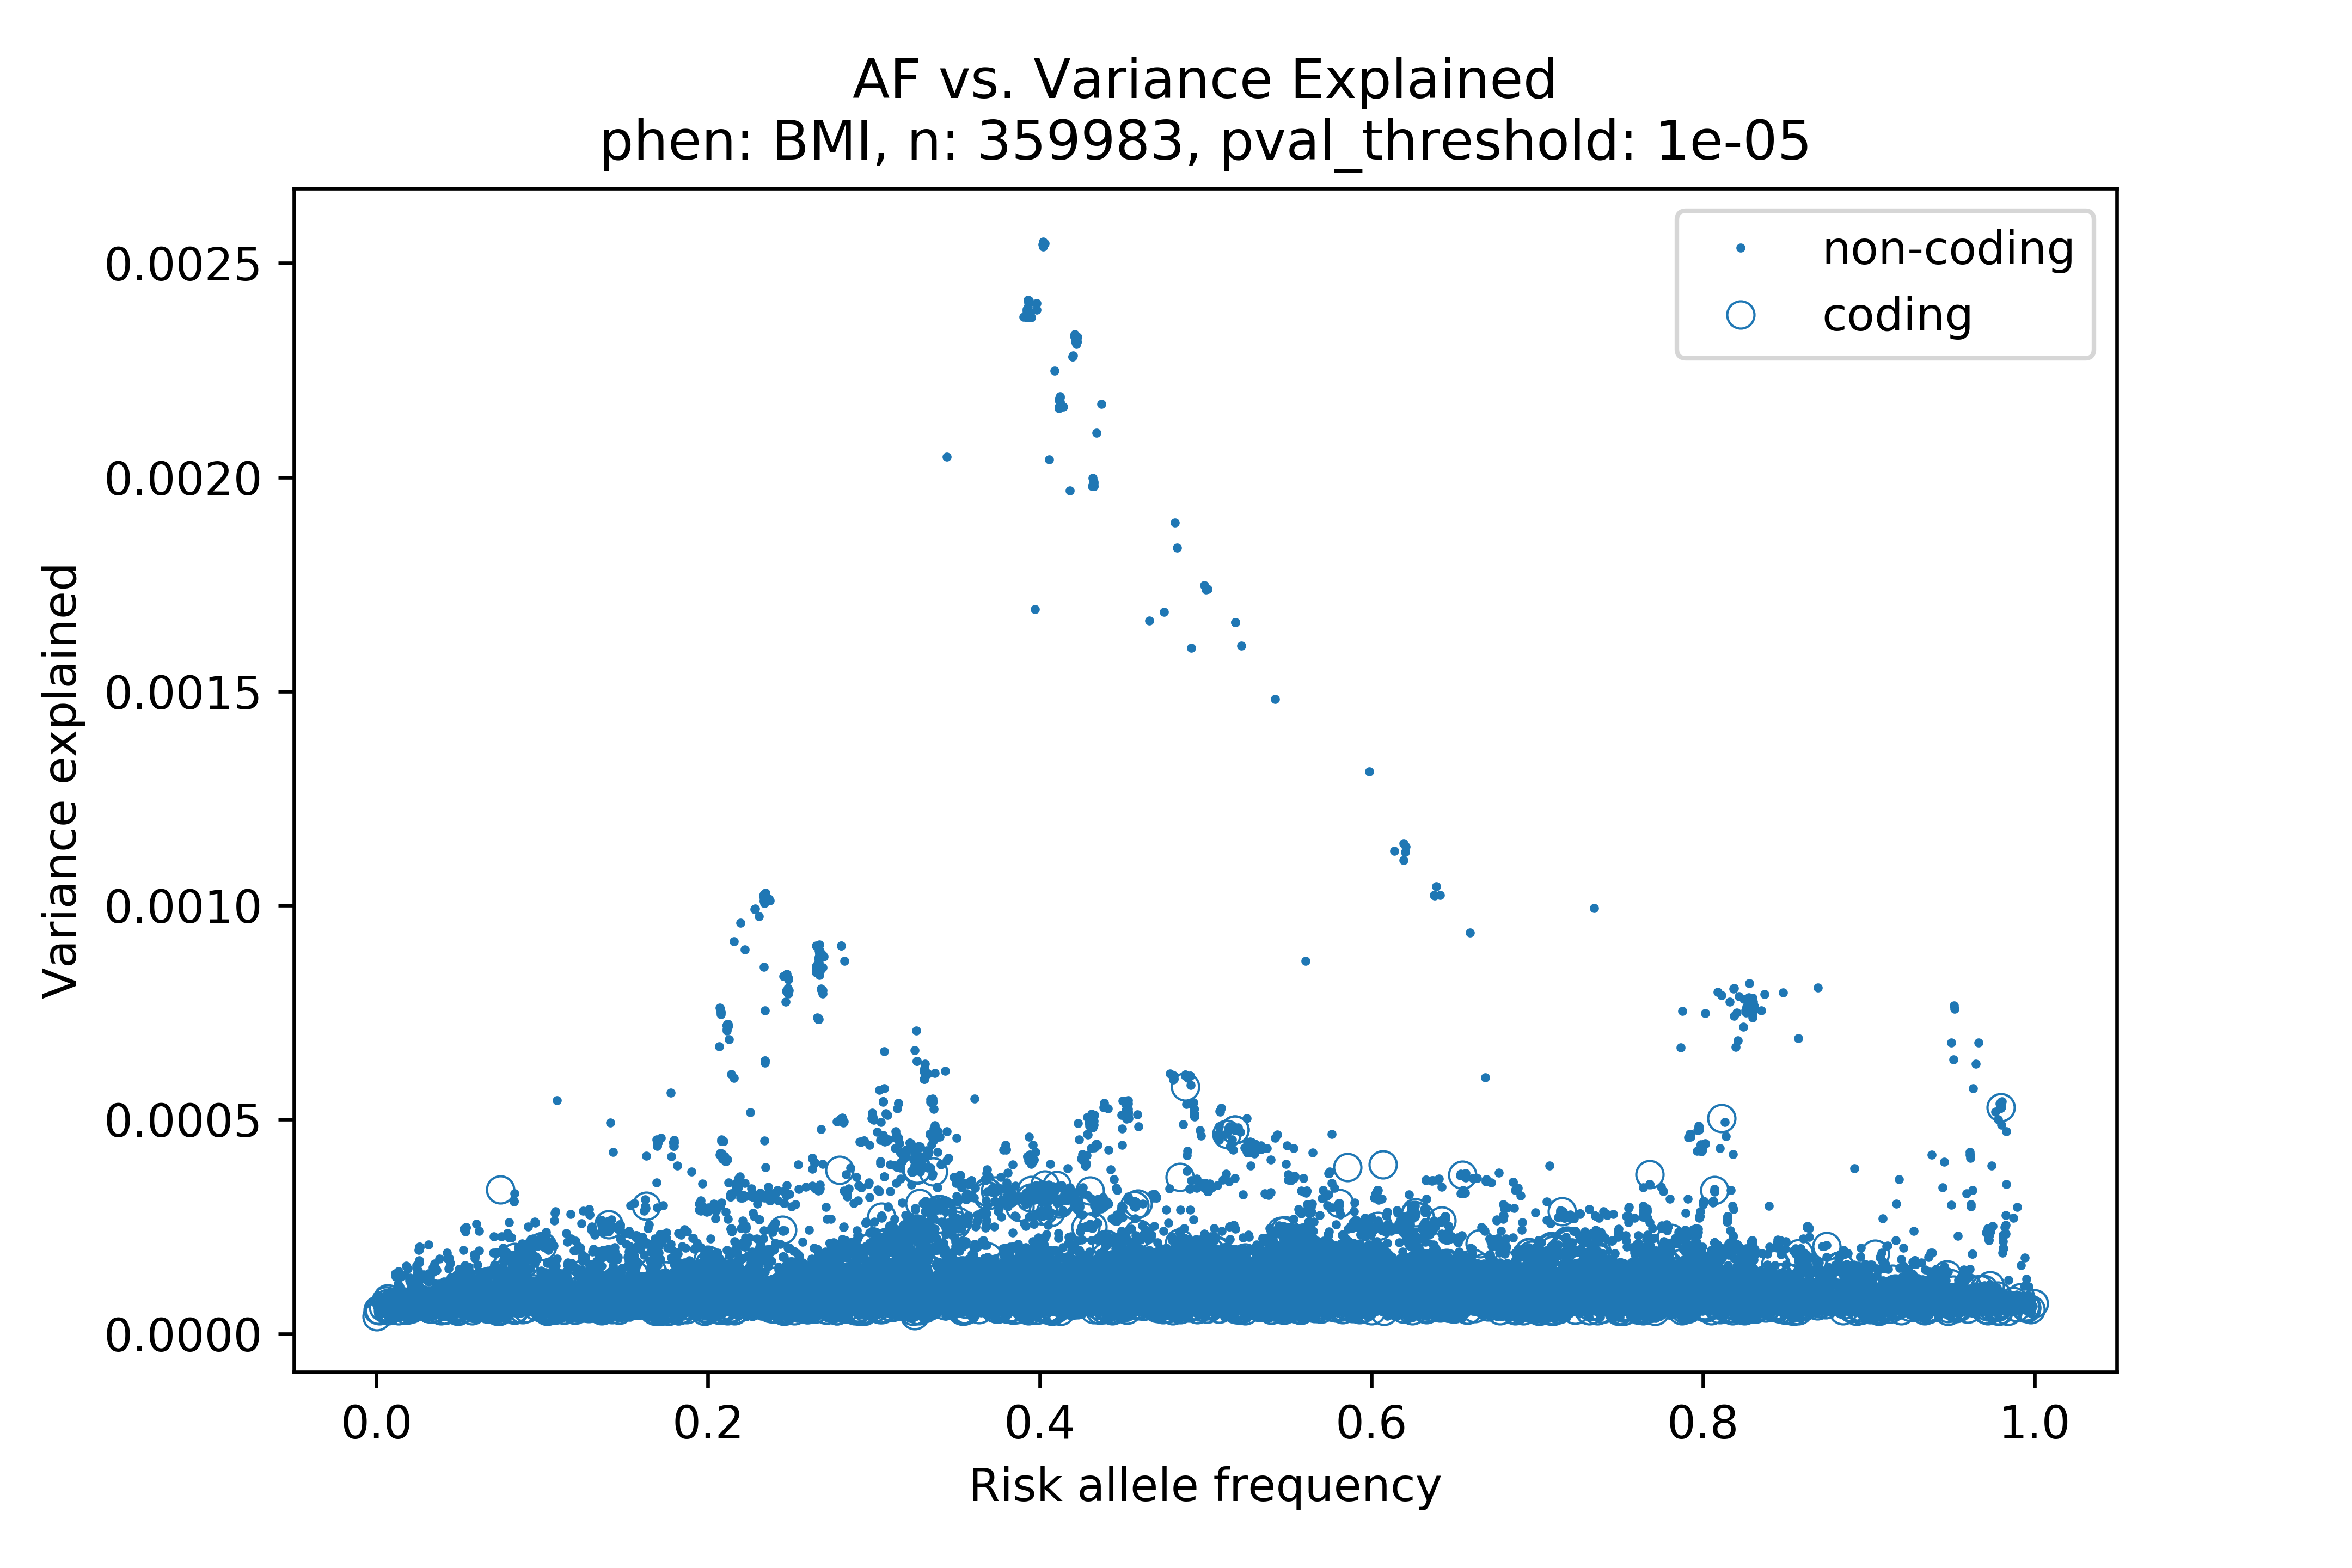 AF vs. Variance Explained
phen: BMI, n: 359983, pval_threshold: 1e-05
non-coding
coding
Variance explained
0.0025
0.0020
0.0015
0.0010
0.0005
0.0000
0.0 0.2 0.4 0.6 0.8 1.0
Risk allele frequency